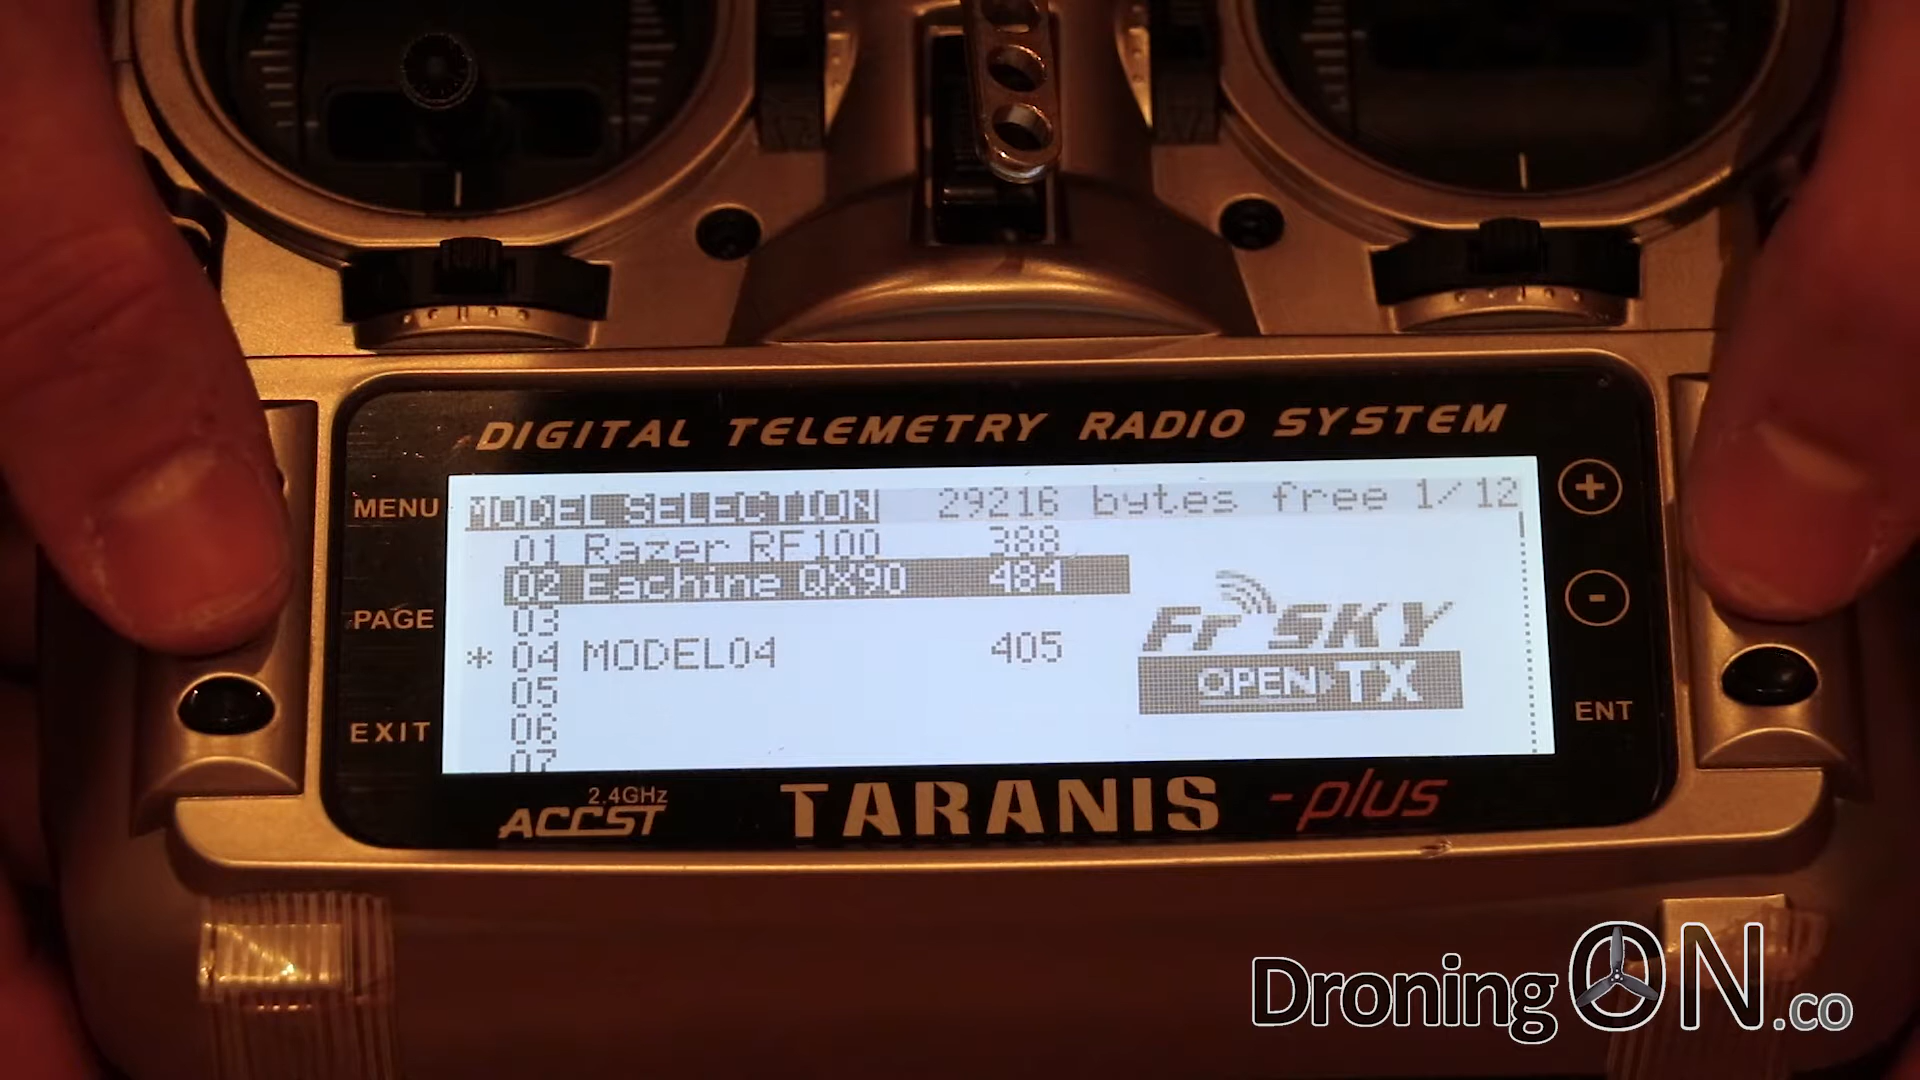 DIGITAL TELEMETRY RADIO SYSTEM
MENU
PAGE
EXIT
MODEL SELECTION 29216 bytes free 1/12
01 Razer RF100 388
02 Eachine QX90 484
03
* 04 MODEL04 405
05
06
07
FrSKY
OPEN TX
+
-
ENT
2.4GHz
ACCST
TARANIS -plus
DroningON.co